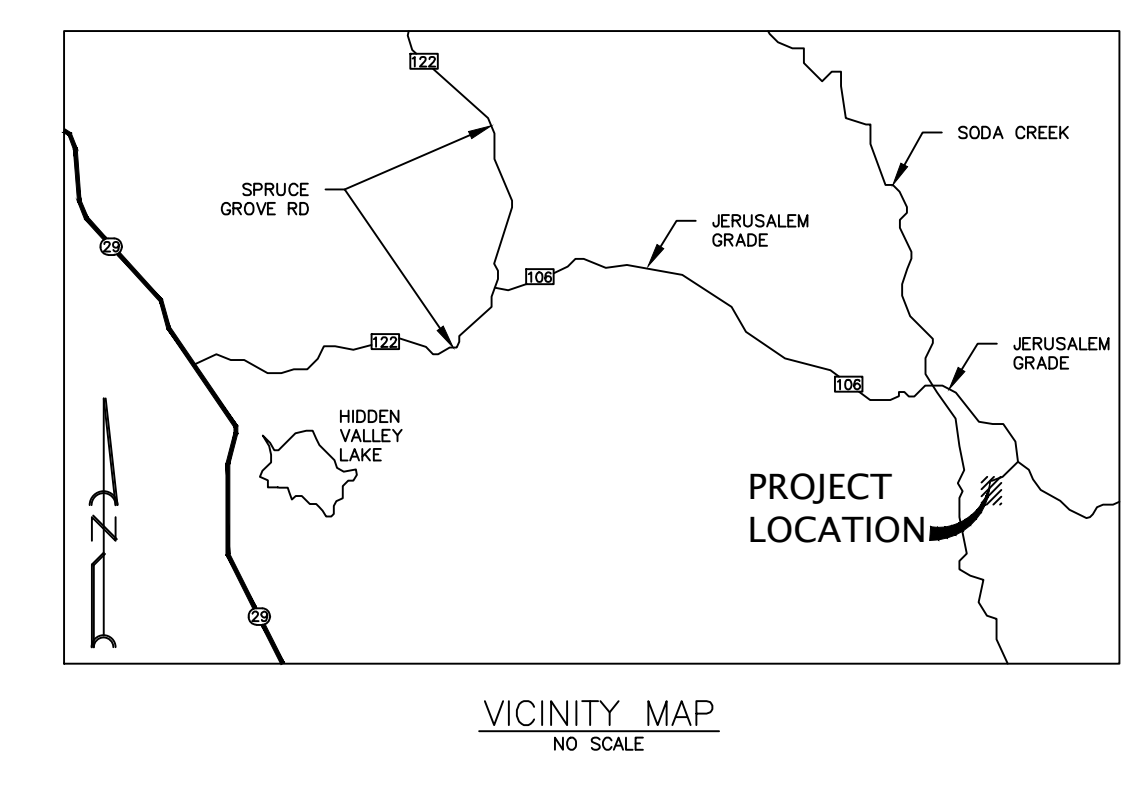 122
SODA CREEK
SPRUCE
GROVE RD
JERUSALEM
GRADE
29
106
122
JERUSALEM
GRADE
106
HIDDEN
VALLEY
LAKE
PROJECT
LOCATION
N
29
VICINITY MAP
NO SCALE